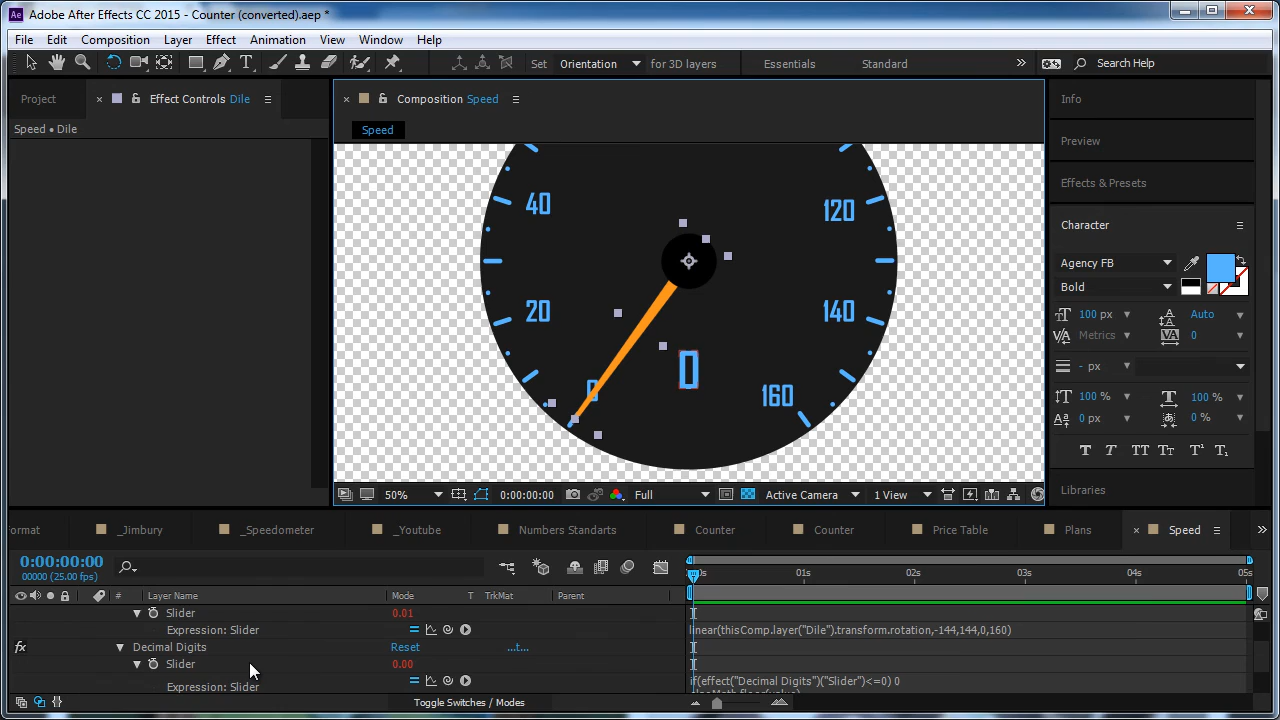 Ae Adobe After Effects CC 2015 - Counter (converted).aep *
File Edit Composition Layer Effect Animation View Window Help
Set Orientation for 3D layers Essentials Standard » Search Help
Project × Effect Controls Dile
Speed • Dile
× Composition Speed
Speed
40
120
20
140
0
0
160
50% 0:00:00:00 Full Active Camera 1 View
Info
Preview
Effects & Presets
Character
Agency FB
Bold
100 px Auto
Metrics 0
- px
100 % 100 %
0 px 0 %
T T TT Tт T¹ T₁
Libraries
ormat _Jimbury _Speedometer _Youtube Numbers Standarts Counter Counter Price Table Plans × Speed »
0:00:00:00
00000 (25.00 fps)
0s 01s 02s 03s 04s 05s
# Layer Name Mode T TrkMat Parent
Slider 0.01
Expression: Slider linear(thisComp.layer("Dile").transform.rotation,-144,144,0,160)
fx Decimal Digits Reset ...t...
Slider 0.00
Expression: Slider if(effect("Decimal Digits")("Slider")<=0) 0
Toggle Switches / Modes